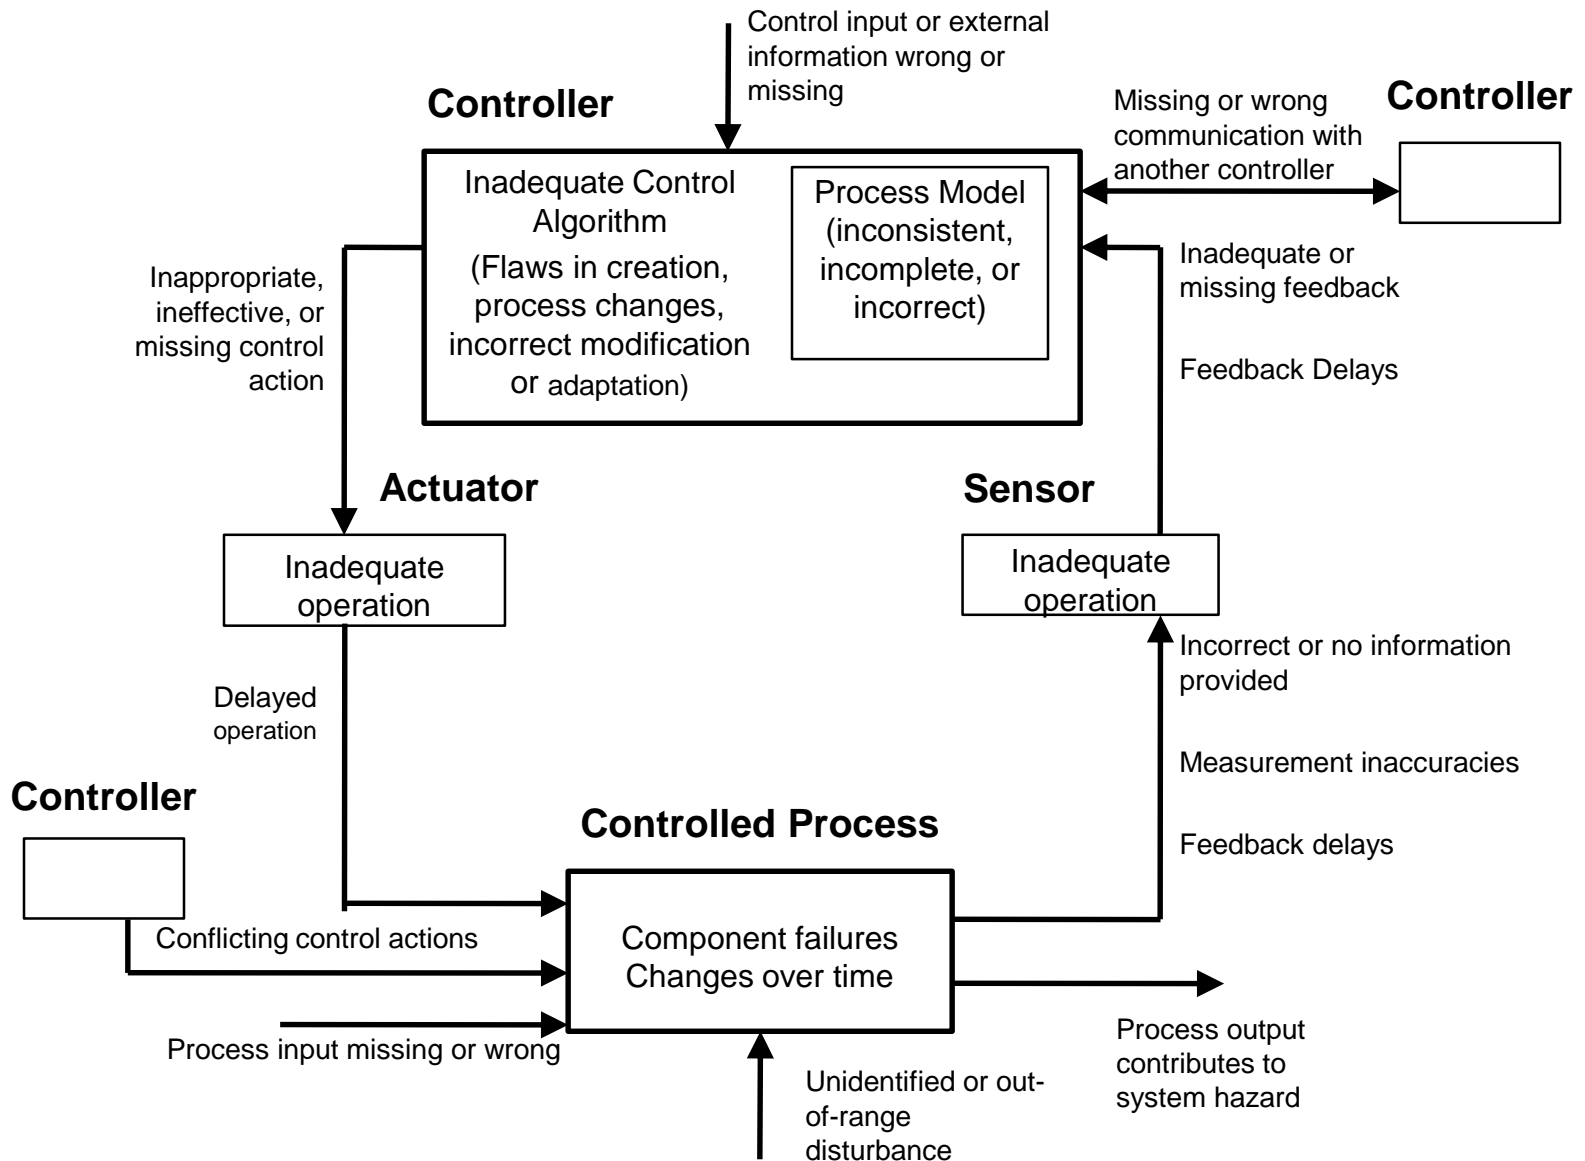 Control input or external
information wrong or
missing
Controller
Missing or wrong
communication with
another controller
Controller
Inadequate Control
Algorithm
(Flaws in creation,
process changes,
incorrect modification
or adaptation)
Process Model
(inconsistent,
incomplete, or
incorrect)
Inappropriate,
ineffective, or
missing control
action
Inadequate or
missing feedback
Feedback Delays
Actuator
Sensor
Inadequate
operation
Inadequate
operation
Delayed
operation
Incorrect or no information
provided
Measurement inaccuracies
Feedback delays
Controller
Controlled Process
Conflicting control actions
Component failures
Changes over time
Process input missing or wrong
Unidentified or out-
of-range
disturbance
Process output
contributes to
system hazard